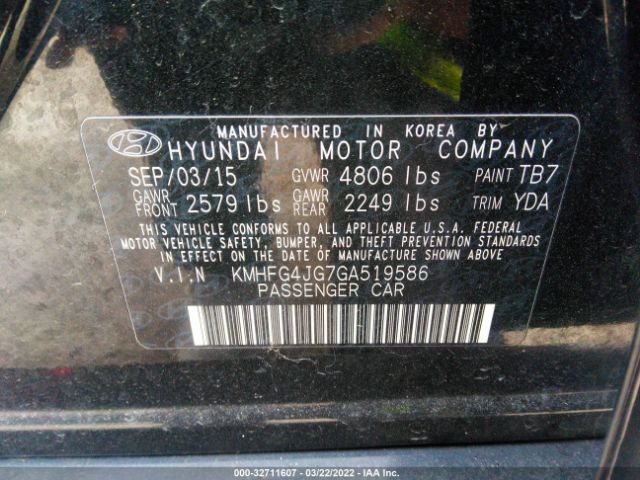 MANUFACTURED IN KOREA BY
HYUNDAI MOTOR COMPANY
SEP/03/15 GVWR 4806 lbs PAINT TB7
GAWR FRONT 2579 lbs GAWR REAR 2249 lbs TRIM YDA
THIS VEHICLE CONFORMS TO ALL APPLICABLE U.S.A. FEDERAL
MOTOR VEHICLE SAFETY, BUMPER, AND THEFT PREVENTION
STANDARDS IN EFFECT ON THE DATE OF MANUFACTURE SHOWN ABOVE
V.I.N KMHFG4JG7GA519586
PASSENGER CAR
000-32711607 - 03/22/2022 - IAA Inc.